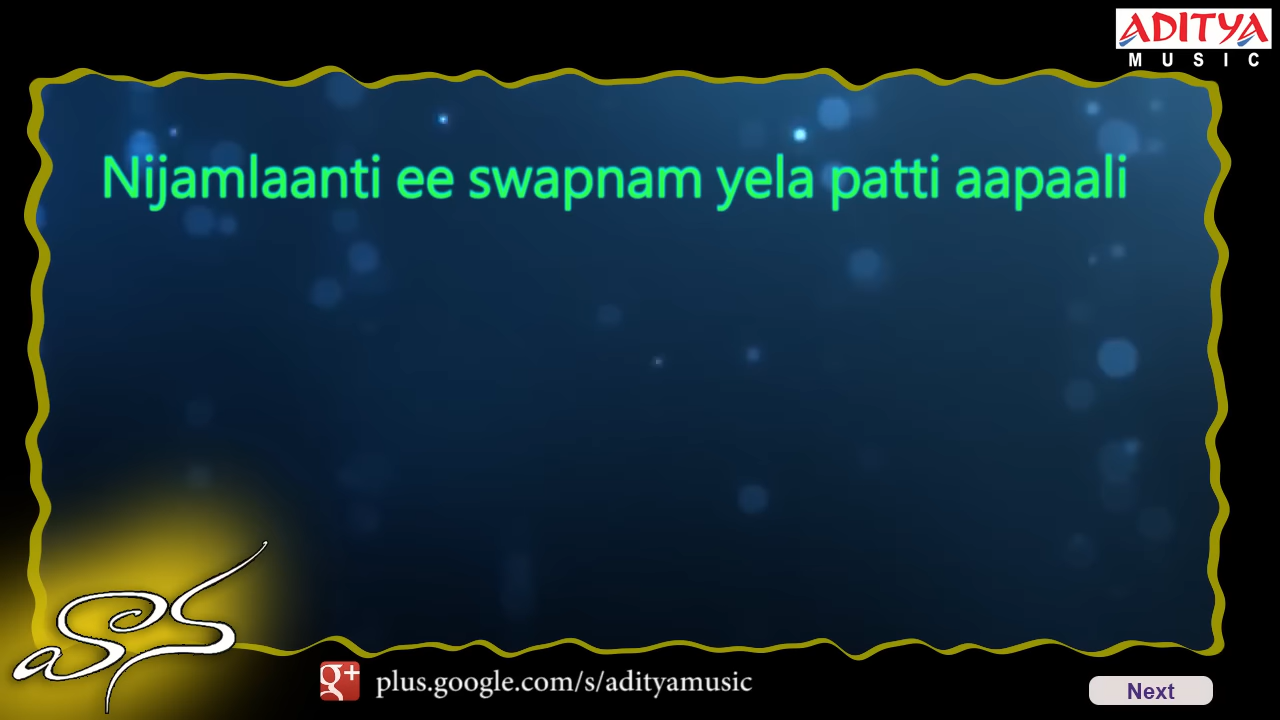 ADITYA
MUSIC
Nijamlaanti ee swapnam yela patti aapaali
వాన
g+ plus.google.com/s/adityamusic
Next